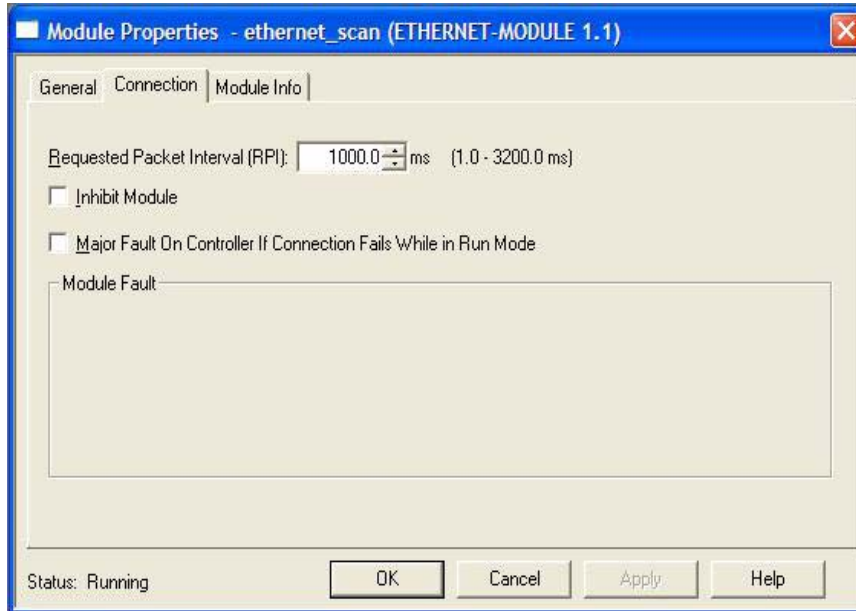 Module Properties - ethernet_scan (ETHERNET-MODULE 1.1)
General Connection Module Info
Requested Packet Interval (RPI): 1000.0 ms (1.0 - 3200.0 ms)
Inhibit Module
Major Fault On Controller If Connection Fails While in Run Mode
Module Fault
Status: Running OK Cancel Apply Help